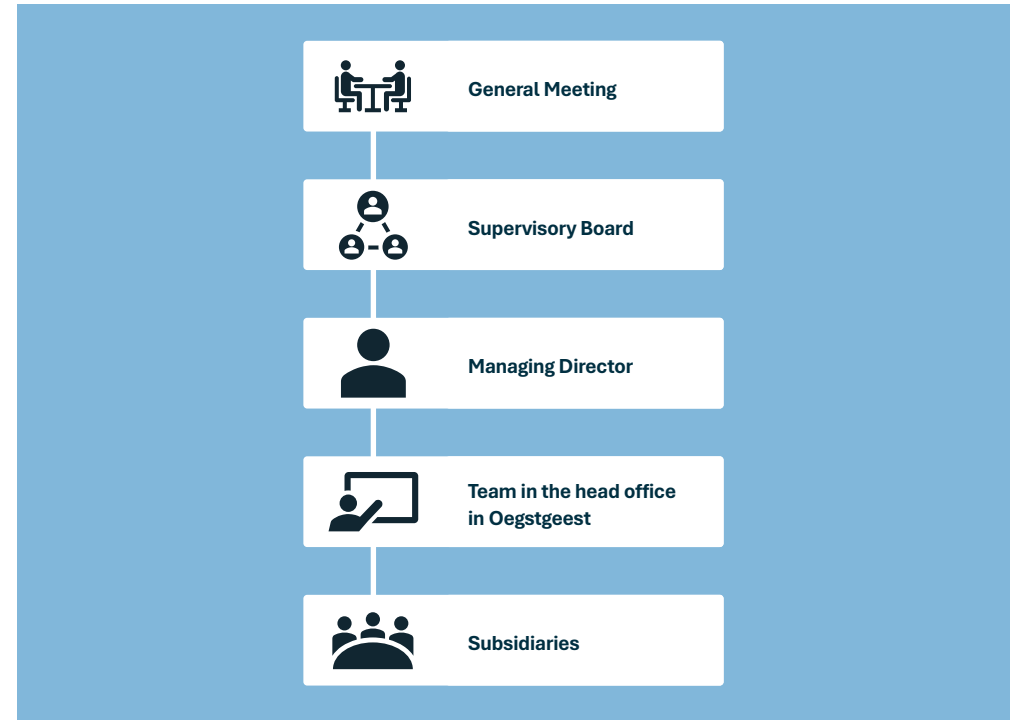 General Meeting
Supervisory Board
Managing Director
Team in the head office
in Oegstgeest
Subsidiaries